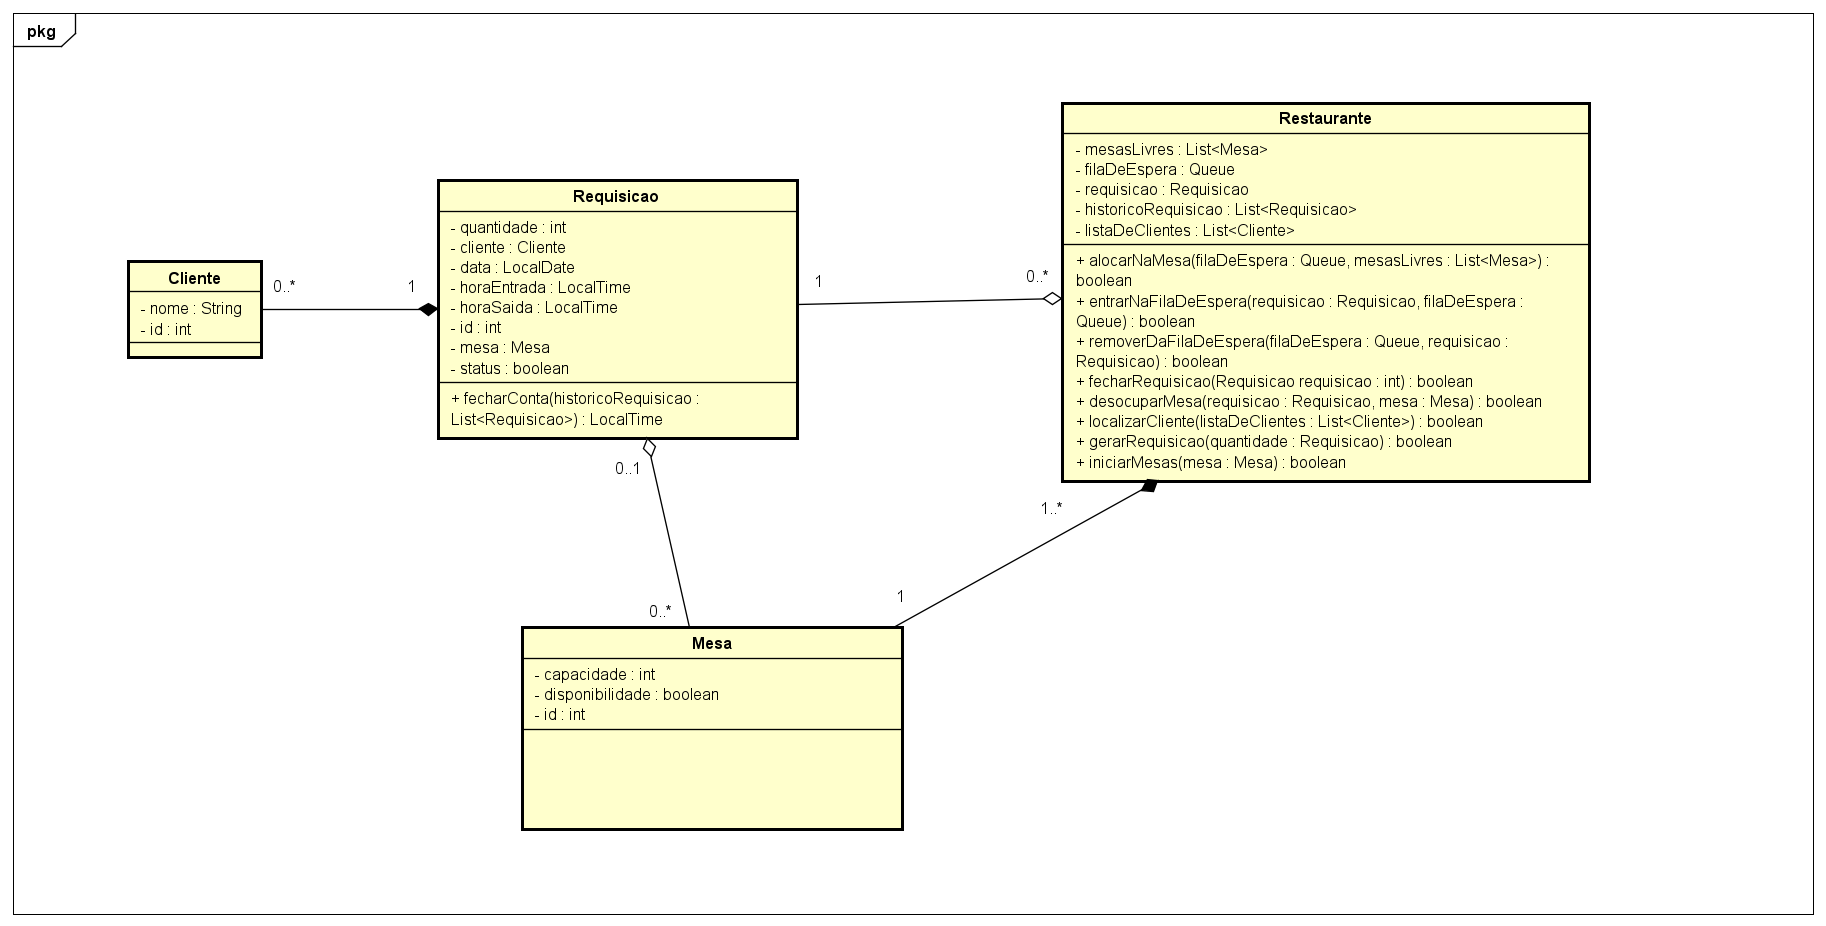 pkg
Cliente
- nome : String
- id : int
0..*
1
Requisicao
- quantidade : int
- cliente : Cliente
- data : LocalDate
- horaEntrada : LocalTime
- horaSaida : LocalTime
- id : int
- mesa : Mesa
- status : boolean
+ fecharConta(historicoRequisicao :
List<Requisicao>) : LocalTime
1
0..*
Restaurante
- mesasLivres : List<Mesa>
- filaDeEspera : Queue
- requisicao : Requisicao
- historicoRequisicao : List<Requisicao>
- listaDeClientes : List<Cliente>
+ alocarNaMesa(filaDeEspera : Queue, mesasLivres : List<Mesa>) :
boolean
+ entrarNaFilaDeEspera(requisicao : Requisicao, filaDeEspera :
Queue) : boolean
+ removerDaFilaDeEspera(filaDeEspera : Queue, requisicao :
Requisicao) : boolean
+ fecharRequisicao(Requisicao requisicao : int) : boolean
+ desocuparMesa(requisicao : Requisicao, mesa : Mesa) : boolean
+ localizarCliente(listaDeClientes : List<Cliente>) : boolean
+ gerarRequisicao(quantidade : Requisicao) : boolean
+ iniciarMesas(mesa : Mesa) : boolean
0..1
0..*
1..*
1
Mesa
- capacidade : int
- disponibilidade : boolean
- id : int